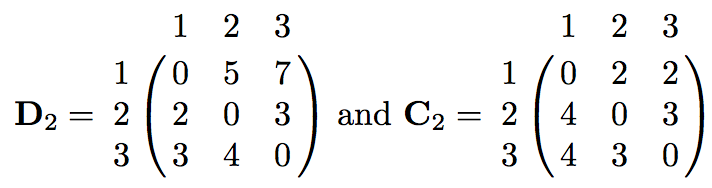 1 2 3 1 2 3
1 0 5 7 1 0 2 2
D2 = 2 2 0 3 and C2 = 2 4 0 3
3 3 4 0 3 4 3 0